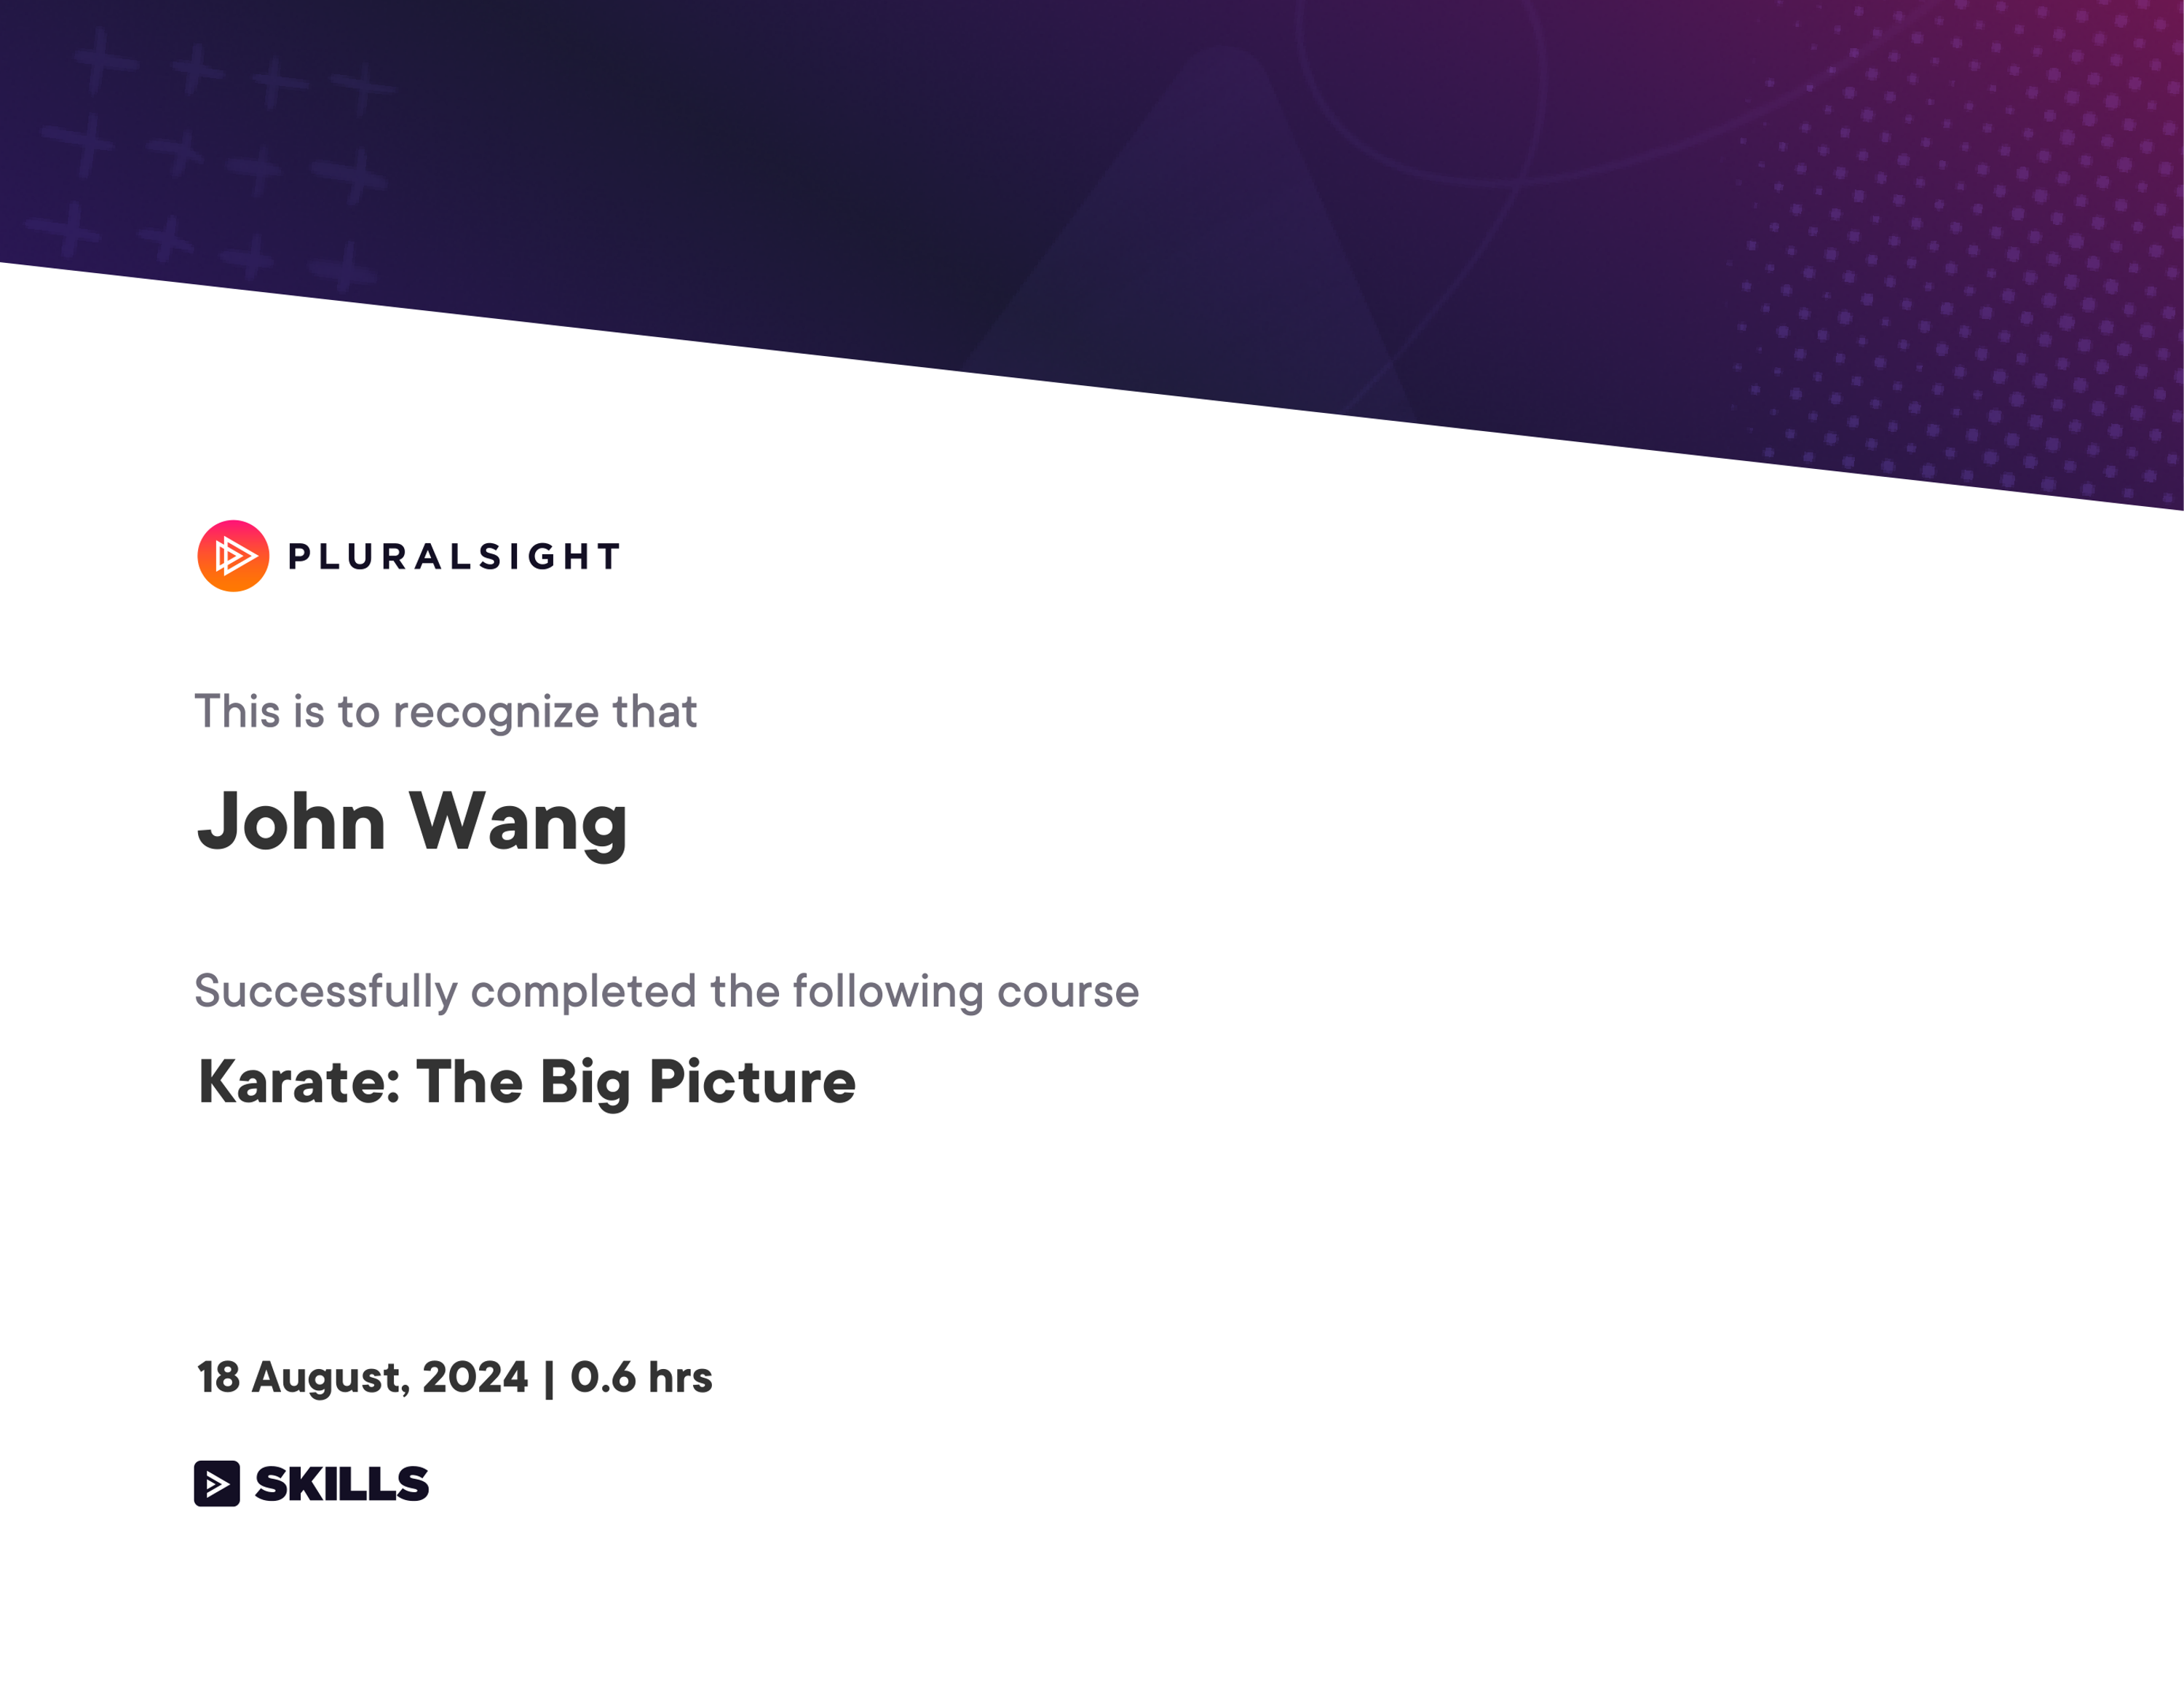 PLURALSIGHT
This is to recognize that
John Wang
Successfully completed the following course
Karate: The Big Picture
18 August, 2024 | 0.6 hrs
SKILLS